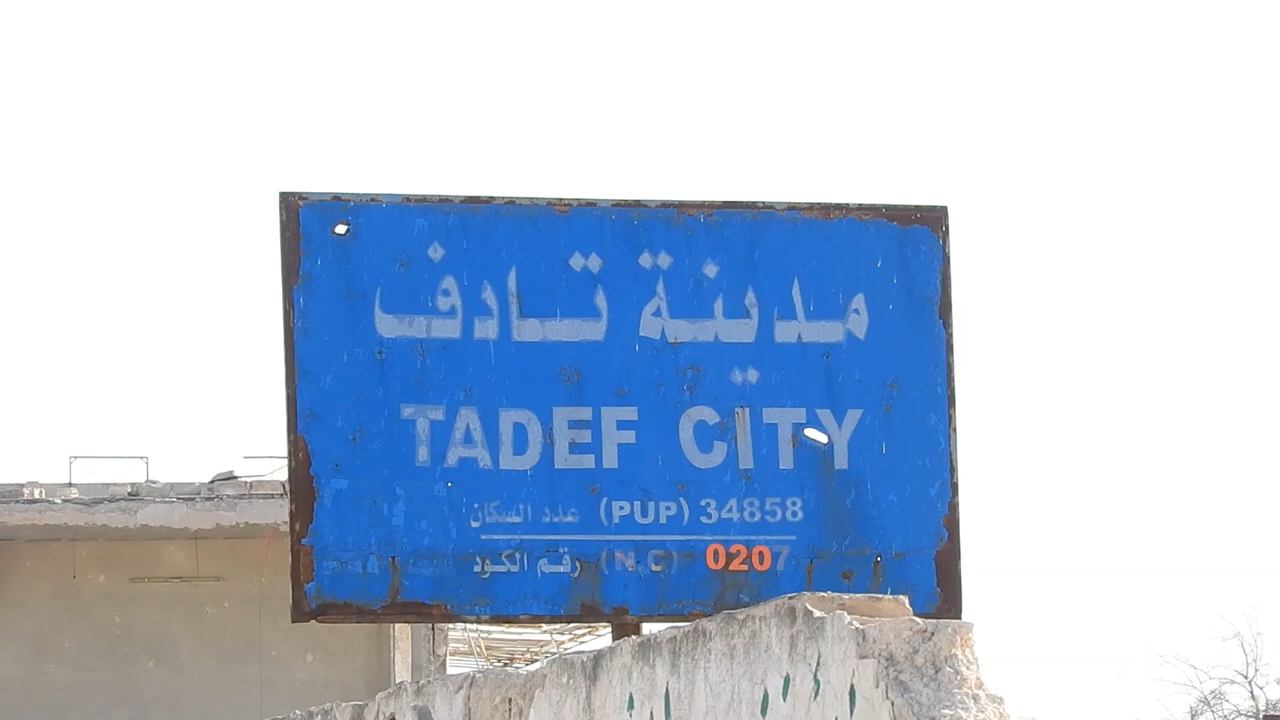 مدينة تادف
TADEF CITY
عدد السكان (PUP) 34858
رقم الكود (N.C) 0207